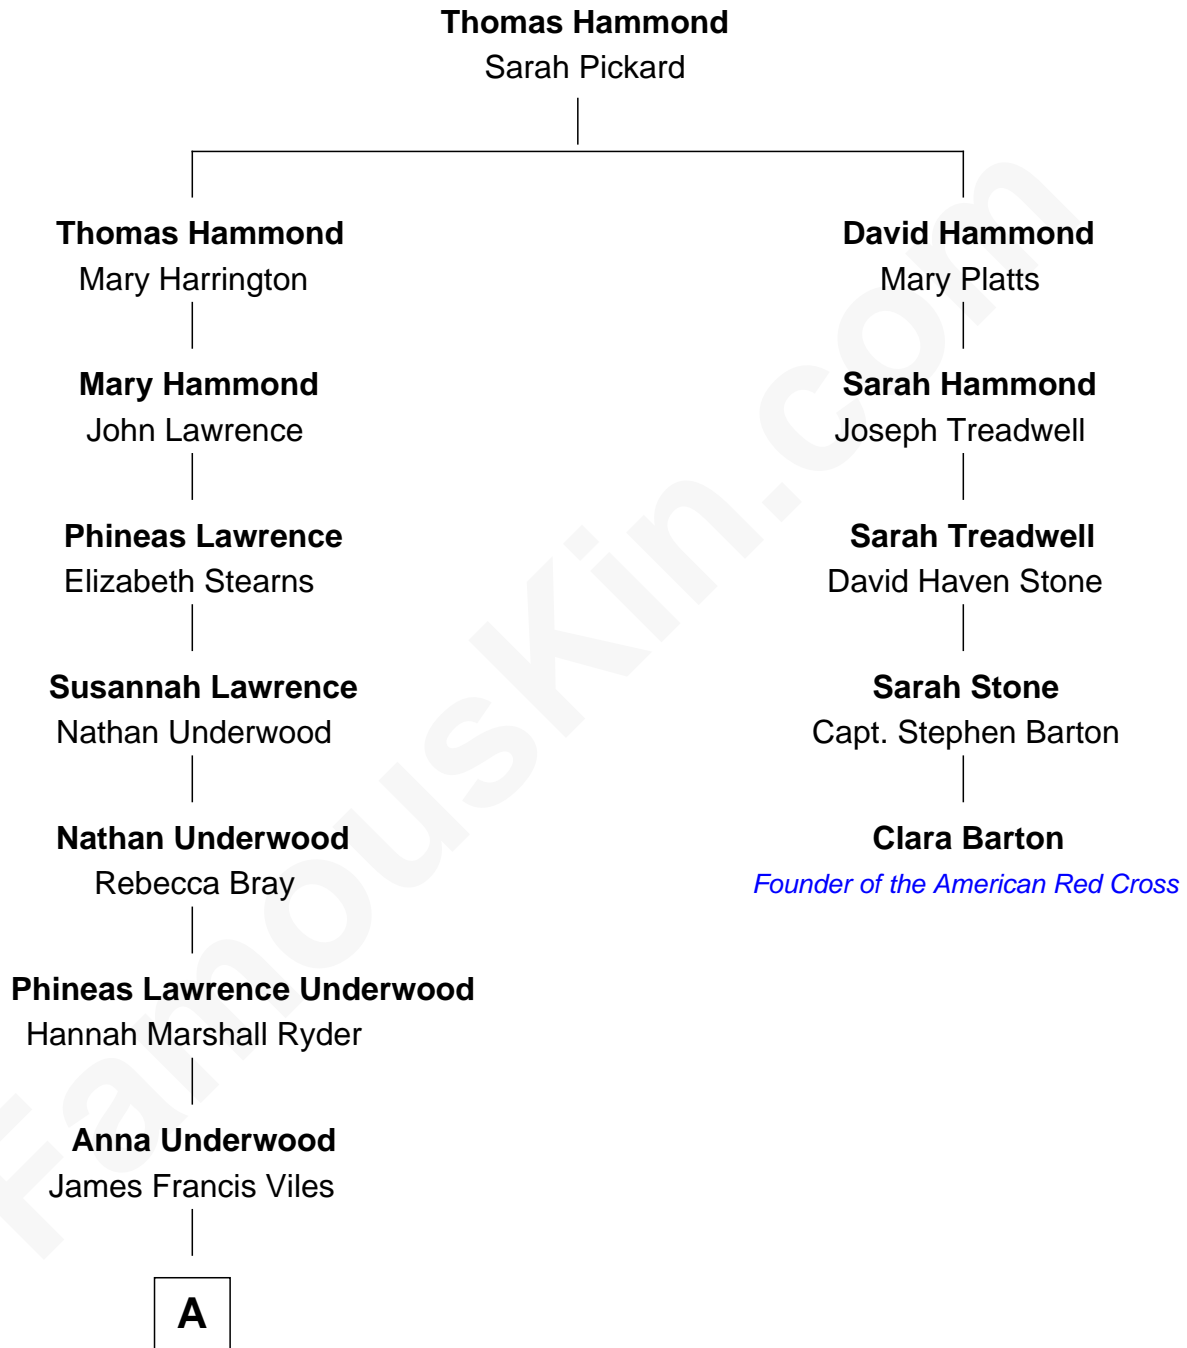 Thomas Hammond
Sarah Pickard
Thomas Hammond
Mary Harrington
David Hammond
Mary Platts
Mary Hammond
John Lawrence
Sarah Hammond
Joseph Treadwell
Phineas Lawrence
Elizabeth Stearns
Sarah Treadwell
David Haven Stone
Susannah Lawrence
Nathan Underwood
Sarah Stone
Capt. Stephen Barton
Nathan Underwood
Rebecca Bray
Clara Barton
Founder of the American Red Cross
Phineas Lawrence Underwood
Hannah Marshall Ryder
Anna Underwood
James Francis Viles
A
FamousKin.com